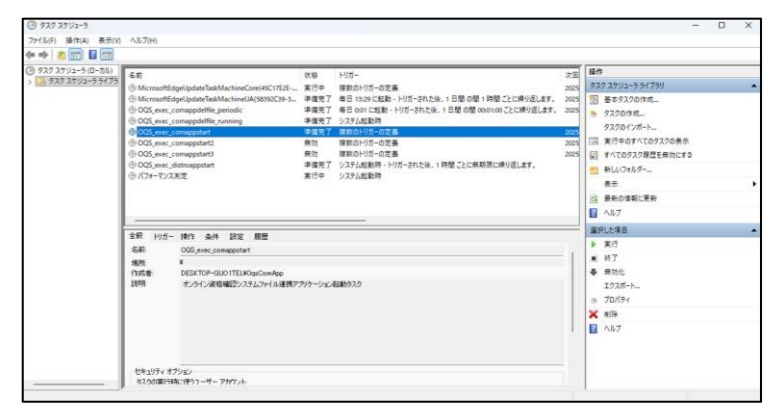 タスク スケジューラ
ファイル(F) 操作(A) 表示(V) ヘルプ(H)
タスク スケジューラ (ローカル)
タスク スケジューラ ライブラ
名前 状態 トリガー 次回
MicrosoftEdgeUpdateTaskMachineCore{ 実行中 複数のトリガーの定義 2025
MicrosoftEdgeUpdateTaskMachineUA{ 準備完了 毎日 13:29 に起動 - トリガーされた後、1 日間 の間 1 時間 ごとに繰り返します。 2025
OQS_exec_comappdelfile_periodic 準備完了 毎日 0:01 に起動 - トリガーされた後、1 日間 の間 00:01:00 ごとに繰り返します。 2025
OQS_exec_comappdelfile_running 準備完了 システム起動時
OQS_exec_comappstart 準備完了 複数のトリガーの定義 2025
OQS_exec_comappstart2 無効 複数のトリガーの定義 2025
OQS_exec_comappstart3 無効 複数のトリガーの定義 2025
OQS_exec_distroappstart 準備完了 システム起動時 - トリガーされた後、1 時間 ごとに無期限に繰り返します。
パフォーマンス測定 実行中 システム起動時
全般 トリガー 操作 条件 設定 履歴
名前: OQS_exec_comappstart
場所: ¥
作成者: DESKTOP-GUO1TEL¥OqsComApp
説明: オンライン資格確認システムファイル連携アプリケーション起動タスク
セキュリティ オプション
タスクの実行時に使うユーザー アカウント:
操作
タスク スケジューラ ライブラリ
基本タスクの作成...
タスクの作成...
タスクのインポート...
実行中のすべてのタスクの表示
すべてのタスク履歴を無効にする
新しいフォルダー...
表示
最新の情報に更新
ヘルプ
選択した項目
実行
終了
無効化
エクスポート...
プロパティ
削除
ヘルプ